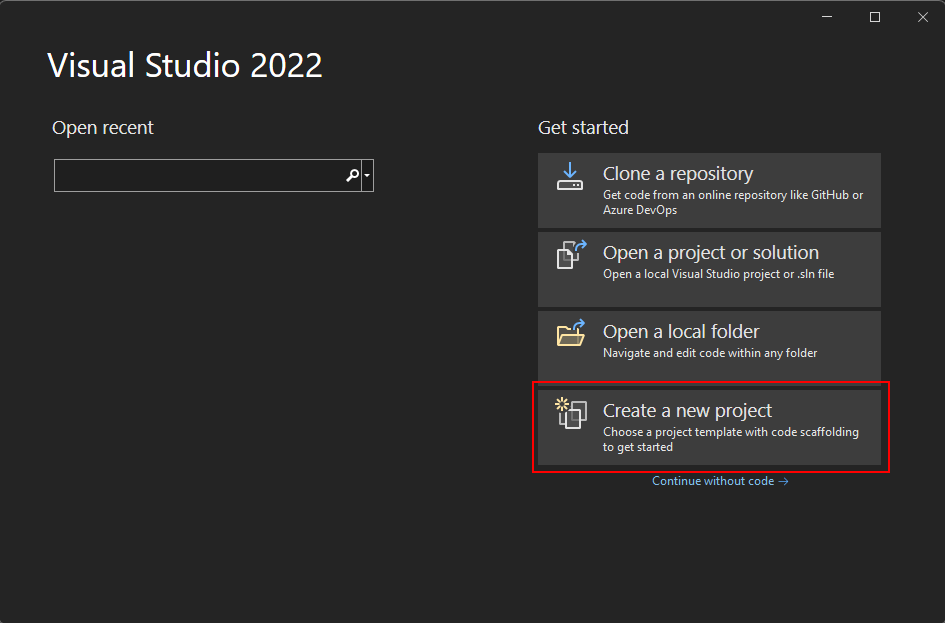 Visual Studio 2022
Open recent
Get started
Clone a repository
Get code from an online repository like GitHub or
Azure DevOps
Open a project or solution
Open a local Visual Studio project or .sln file
Open a local folder
Navigate and edit code within any folder
Create a new project
Choose a project template with code scaffolding
to get started
Continue without code →